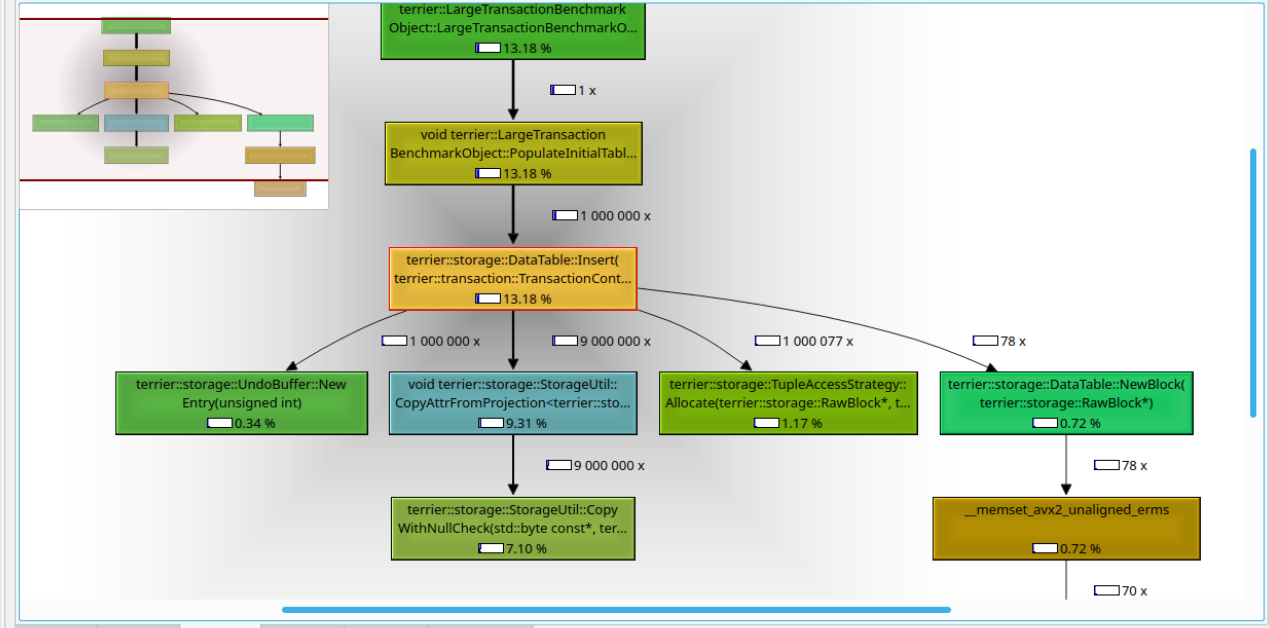 terrier::LargeTransactionBenchmark
Object::LargeTransactionBenchmarkO...
13.18 %
1 x
void terrier::LargeTransaction
BenchmarkObject::PopulateInitialTabl...
13.18 %
1 000 000 x
terrier::storage::DataTable::Insert(
terrier::transaction::TransactionCont...
13.18 %
1 000 000 x
9 000 000 x
1 000 077 x
78 x
terrier::storage::UndoBuffer::New
Entry(unsigned int)
0.34 %
void terrier::storage::StorageUtil::
CopyAttrFromProjection<terrier::sto...
9.31 %
terrier::storage::TupleAccessStrategy::
Allocate(terrier::storage::RawBlock*, t...
1.17 %
terrier::storage::DataTable::NewBlock(
terrier::storage::RawBlock*)
0.72 %
9 000 000 x
78 x
terrier::storage::StorageUtil::Copy
WithNullCheck(std::byte const*, ter...
7.10 %
__memset_avx2_unaligned_erms
0.72 %
70 x